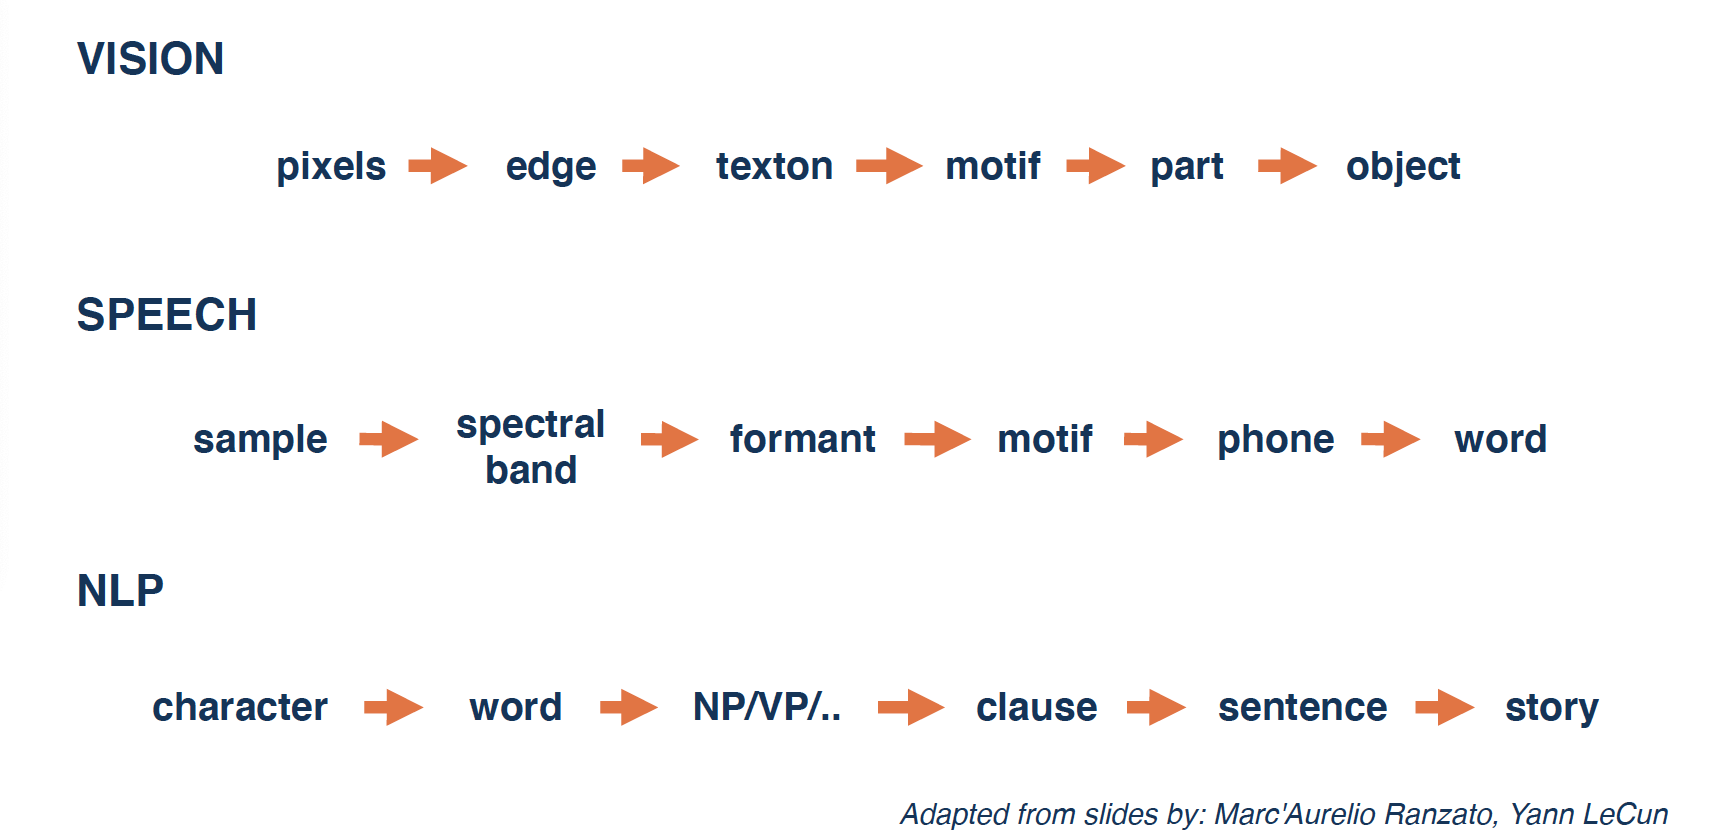 VISION
pixels edge texton motif part object
SPEECH
sample spectral band formant motif phone word
NLP
character word NP/VP/.. clause sentence story
Adapted from slides by: Marc'Aurelio Ranzato, Yann LeCun